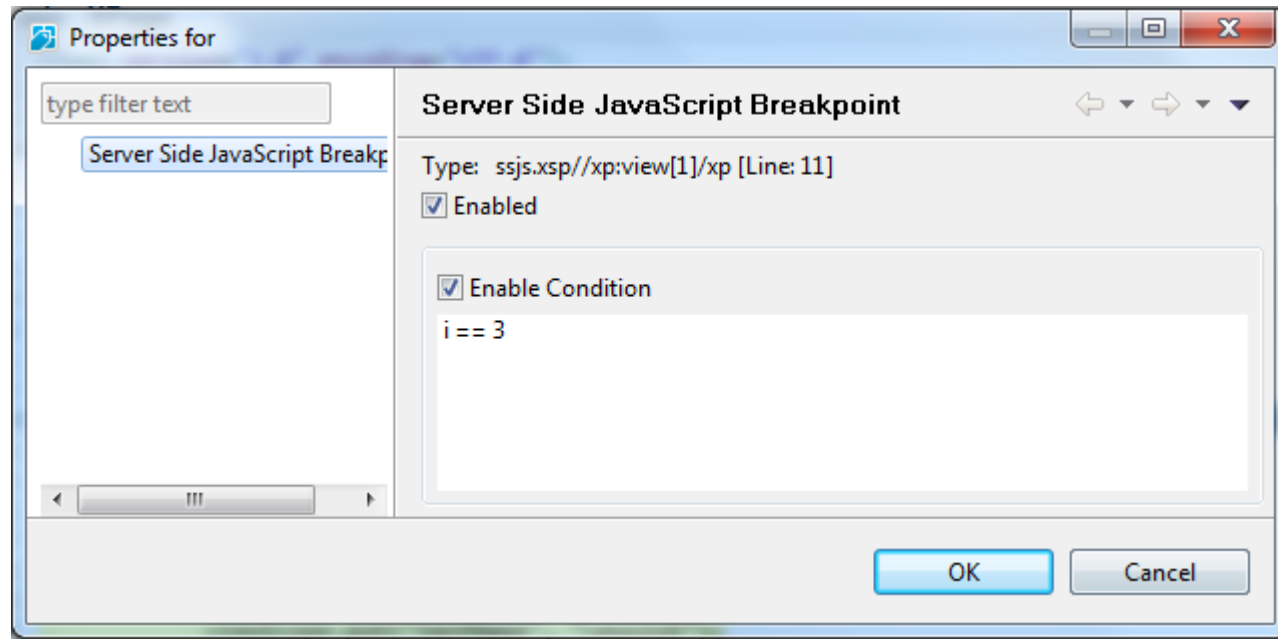 Properties for
type filter text
Server Side JavaScript Breakp
Server Side JavaScript Breakpoint
Type: ssjs.xsp//xp:view[1]/xp [Line: 11]
Enabled
Enable Condition
i == 3
OK
Cancel